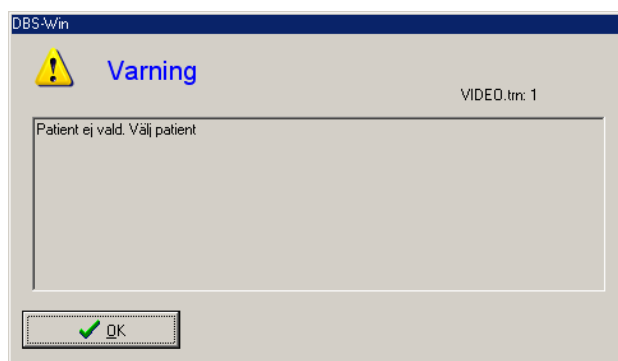 DBS-Win
Varning
VIDEO.trn: 1
Patient ej vald. Välj patient
OK